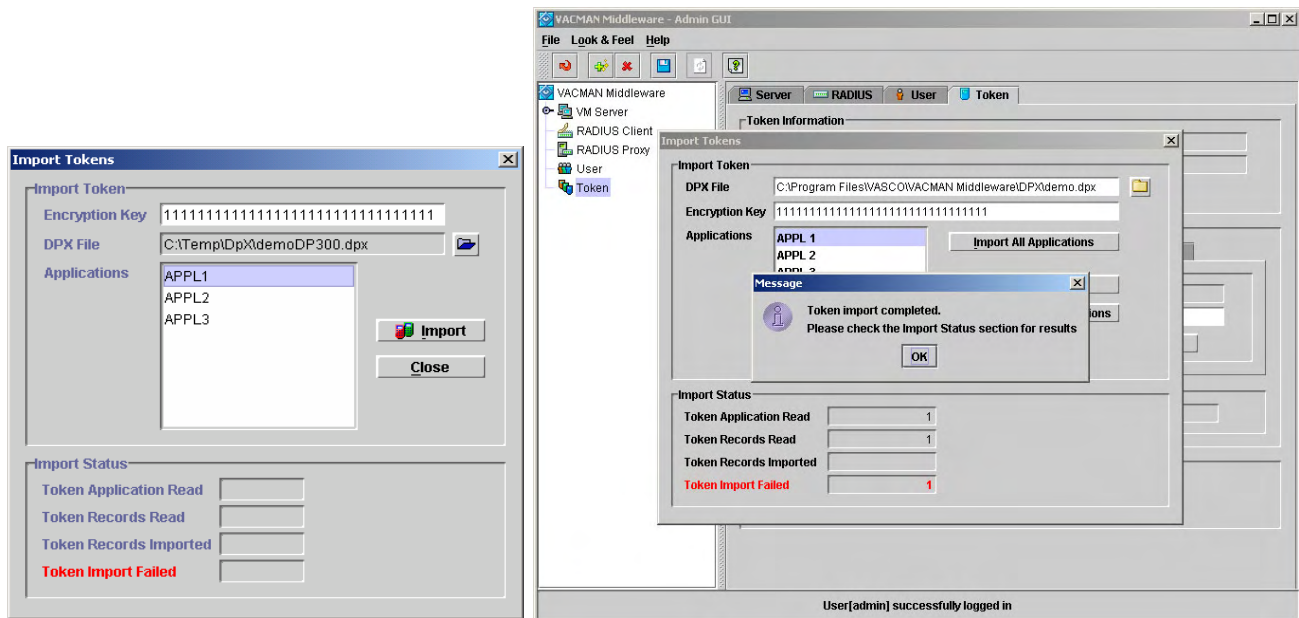 Import Tokens
Import Token
Encryption Key 11111111111111111111111111111111
DPX File C:\Temp\DpX\demoDP300.dpx
Applications
APPL1
APPL2
APPL3
Import
Close
Import Status
Token Application Read
Token Records Read
Token Records Imported
Token Import Failed
VACMAN Middleware - Admin GUI
File Look & Feel Help
VACMAN Middleware
VM Server
RADIUS Client
RADIUS Proxy
User
Token
Server RADIUS User Token
Token Information
Import Tokens
Import Token
DPX File C:\Program Files\VASCO\VACMAN Middleware\DPX\demo.dpx
Encryption Key 11111111111111111111111111111111
Applications
APPL 1
APPL 2
Import All Applications
ions
Message
Token import completed.
Please check the Import Status section for results
OK
Import Status
Token Application Read 1
Token Records Read 1
Token Records Imported
Token Import Failed 1
User[admin] successfully logged in